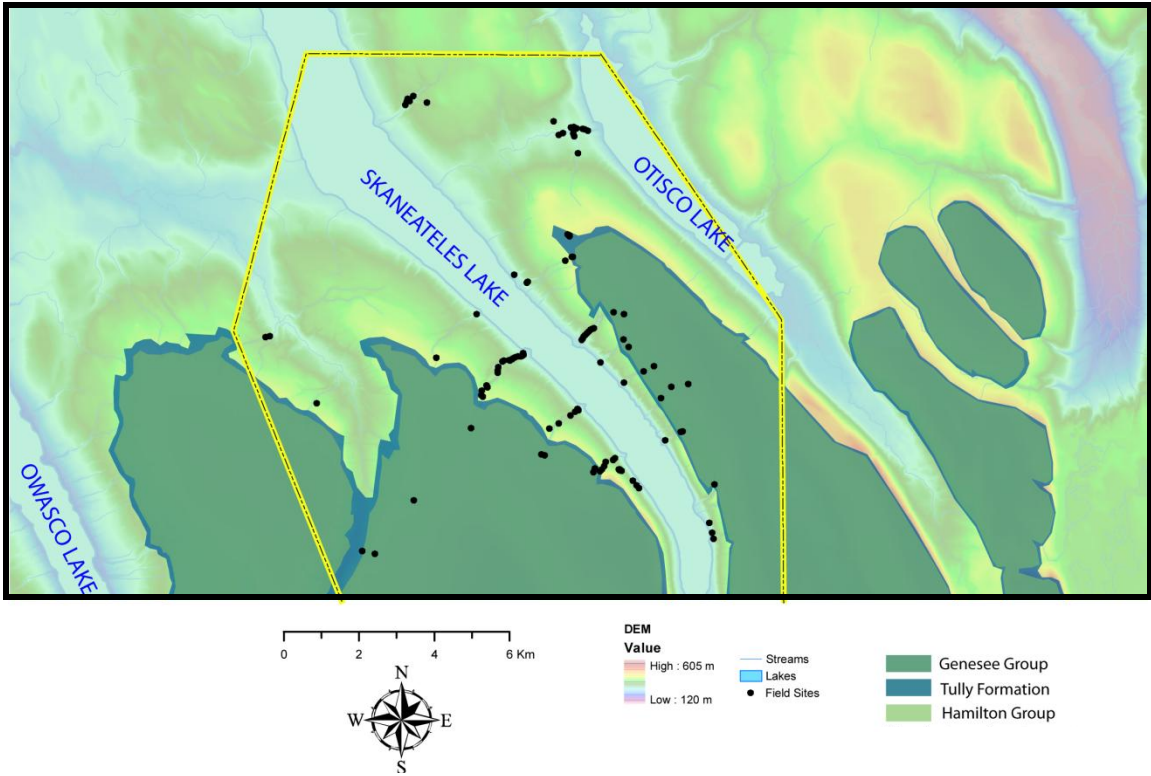 OTISCO LAKE
SKANEATELES LAKE
OWASCO LAKE
0 2 4 6 Km
N
W E
S
DEM
Value
High : 605 m
Low : 120 m
Streams
Lakes
Field Sites
Genesee Group
Tully Formation
Hamilton Group